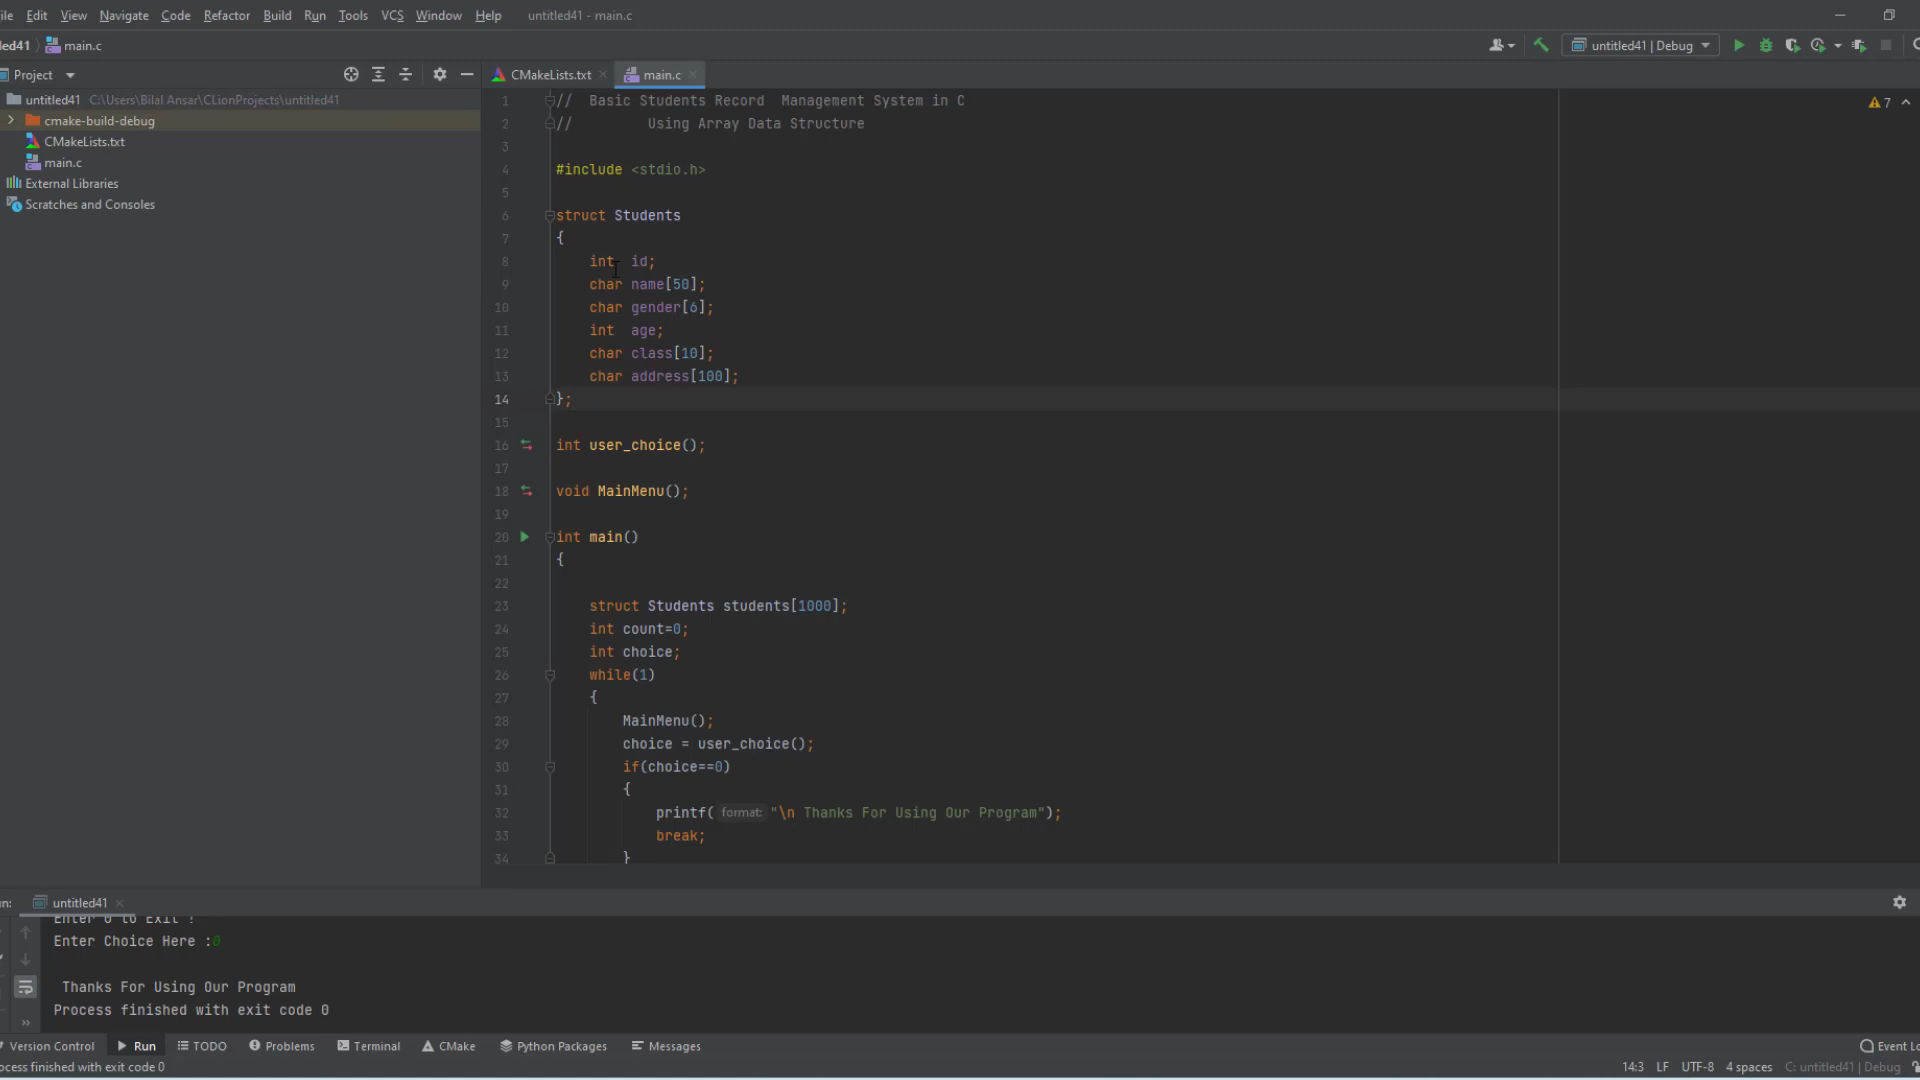 ile Edit View Navigate Code Refactor Build Run Tools VCS Window Help untitled41 - main.c
led41 main.c
untitled41 | Debug
Project
CMakeLists.txt
main.c
untitled41 C:\Users\Bilal Ansar\CLionProjects\untitled41
cmake-build-debug
CMakeLists.txt
main.c
External Libraries
Scratches and Consoles
7
1 // Basic Students Record Management System in C
2 // Using Array Data Structure
3
4 #include <stdio.h>
5
6 struct Students
7 {
8 int id;
9 char name[50];
10 char gender[6];
11 int age;
12 char class[10];
13 char address[100];
14 };
15
16 int user_choice();
17
18 void MainMenu();
19
20 int main()
21 {
22
23 struct Students students[1000];
24 int count=0;
25 int choice;
26 while(1)
27 {
28 MainMenu();
29 choice = user_choice();
30 if(choice==0)
31 {
32 printf( format: "\n Thanks For Using Our Program");
33 break;
34 }
un: untitled41
Enter 0 to Exit !
Enter Choice Here :0
Thanks For Using Our Program
Process finished with exit code 0
Version Control Run TODO Problems Terminal CMake Python Packages Messages Event Lo
ocess finished with exit code 0 14:3 LF UTF-8 4 spaces C: untitled41 | Debug